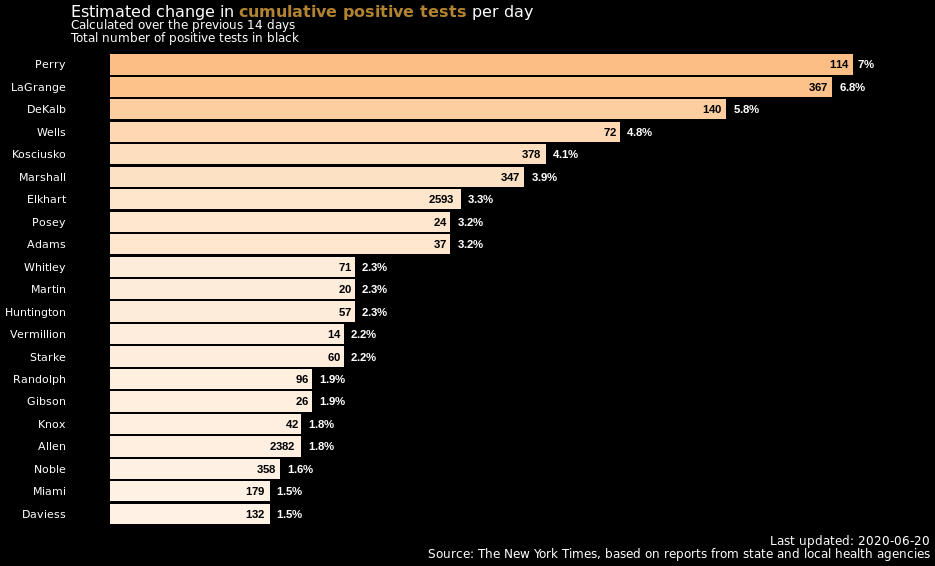 Estimated change in cumulative positive tests per day
Calculated over the previous 14 days
Total number of positive tests in black
Perry 114 7%
LaGrange 367 6.8%
DeKalb 140 5.8%
Wells 72 4.8%
Kosciusko 378 4.1%
Marshall 347 3.9%
Elkhart 2593 3.3%
Posey 24 3.2%
Adams 37 3.2%
Whitley 71 2.3%
Martin 20 2.3%
Huntington 57 2.3%
Vermillion 14 2.2%
Starke 60 2.2%
Randolph 96 1.9%
Gibson 26 1.9%
Knox 42 1.8%
Allen 2382 1.8%
Noble 358 1.6%
Miami 179 1.5%
Daviess 132 1.5%
Last updated: 2020-06-20
Source: The New York Times, based on reports from state and local health agencies